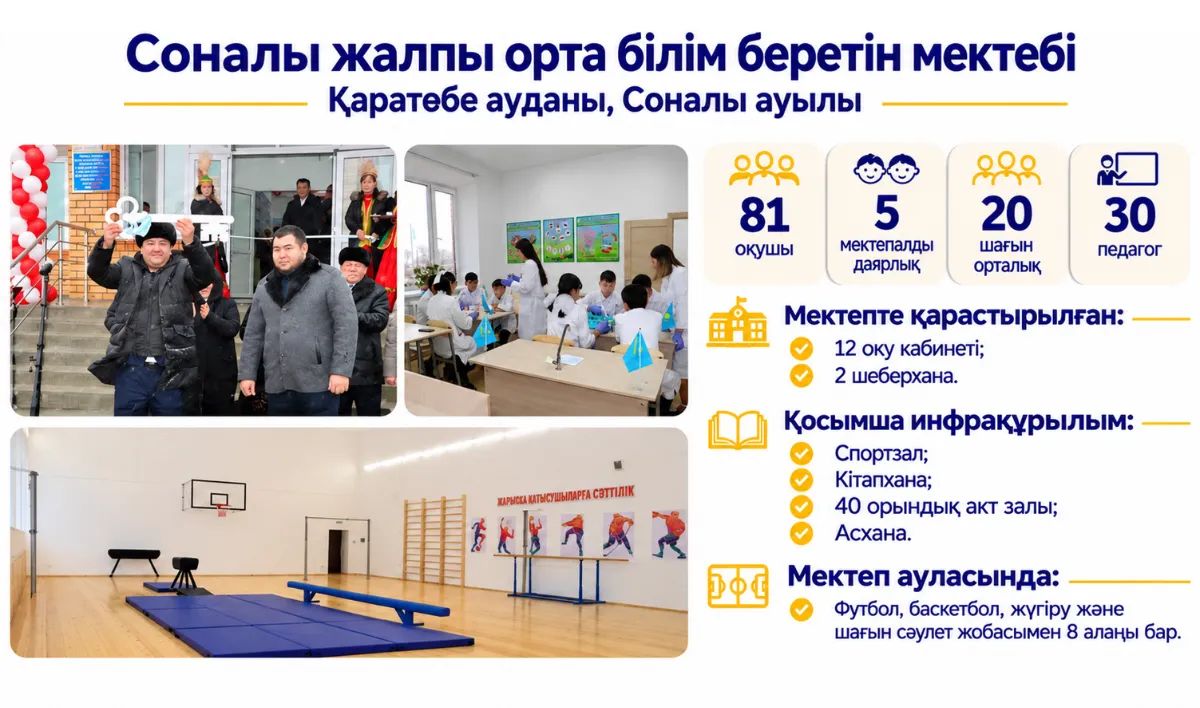 Соналы жалпы орта білім беретін мектебі
Қаратөбе ауданы, Соналы ауылы
81
оқушы
5
мектепалды
даярлық
20
шағын
орталық
30
педагог
Мектепте қарастырылған:
12 оку кабинеті;
2 шеберхана.
Қосымша инфрақұрылым:
Спортзал;
Кітапхана;
40 орындық акт залы;
Асхана.
Мектеп ауласында:
Футбол, баскетбол, жүгіру және
шағын сәулет жобасымен 8 алаңы бар.
ЖАРЫСҚА ҚАТЫСУШЫЛАРҒА СӘТТІЛІК